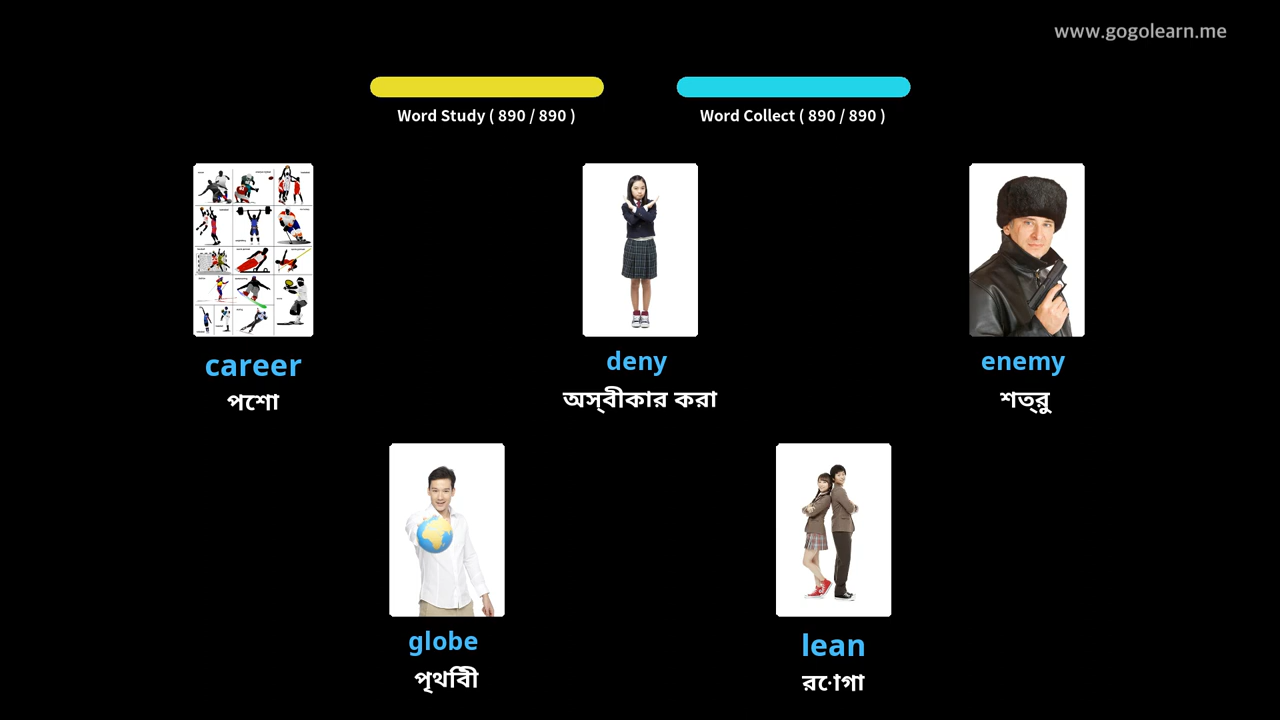 www.gogolearn.me
Word Study ( 890 / 890 )
Word Collect ( 890 / 890 )
career
পেশো
deny
অস্বীকার করা
enemy
শত্রু
globe
পৃথিবী
lean
রোগা